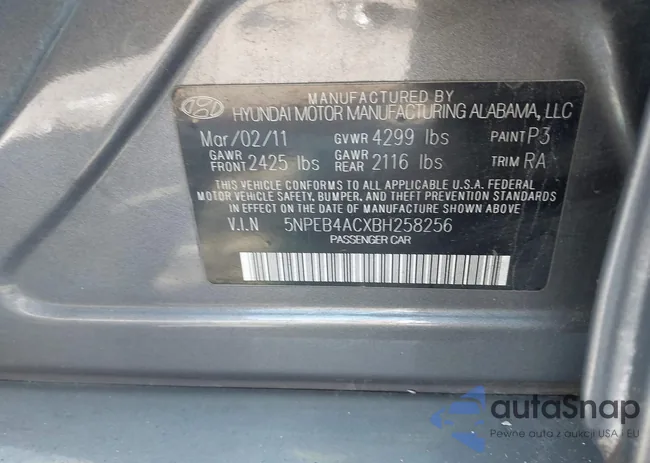 MANUFACTURED BY
HYUNDAI MOTOR MANUFACTURING ALABAMA, LLC
Mar/02/11 GVWR 4299 lbs PAINT P3
GAWR FRONT 2425 lbs GAWR REAR 2116 lbs TRIM RA
THIS VEHICLE CONFORMS TO ALL APPLICABLE U.S.A. FEDERAL
MOTOR VEHICLE SAFETY, BUMPER, AND THEFT PREVENTION STANDARDS
IN EFFECT ON THE DATE OF MANUFACTURE SHOWN ABOVE
V.I.N 5NPEB4ACXBH258256
PASSENGER CAR
autoSnap
Pewne auta z aukcji USA i EU